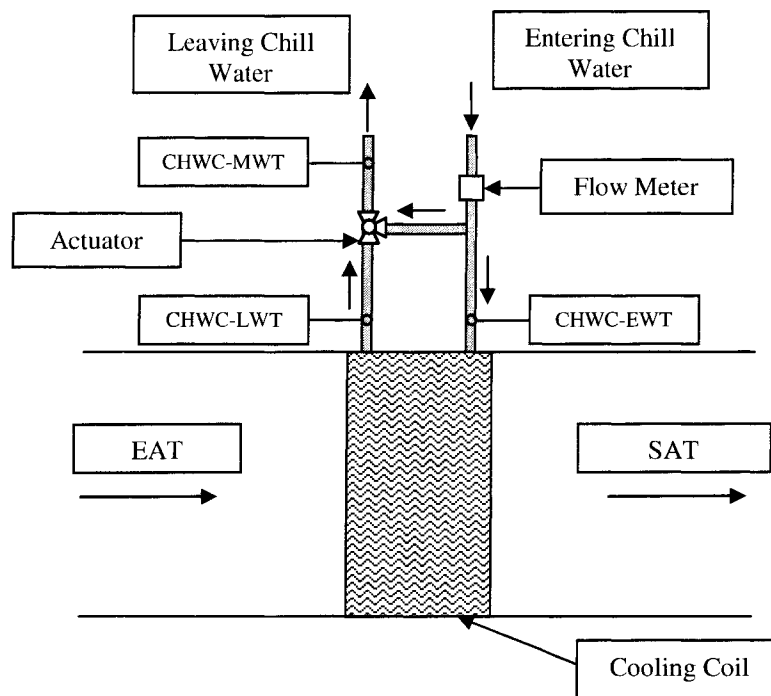 Leaving Chill
Water
Entering Chill
Water
CHWC-MWT
Flow Meter
Actuator
CHWC-LWT
CHWC-EWT
EAT
SAT
Cooling Coil